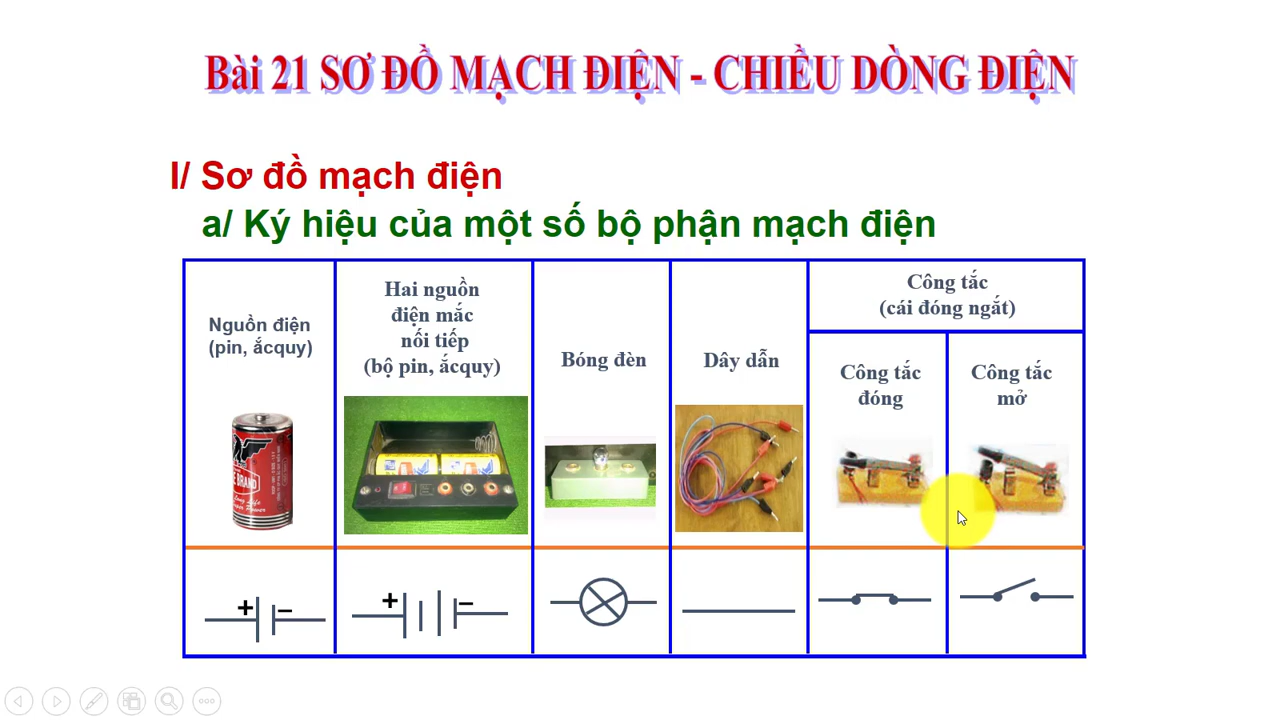 Bài 21 SƠ ĐỒ MẠCH ĐIỆN - CHIỀU DÒNG ĐIỆN
I/ Sơ đồ mạch điện
a/ Ký hiệu của một số bộ phận mạch điện
Nguồn điện
(pin, ắcquy)
Hai nguồn
điện mắc
nối tiếp
(bộ pin, ắcquy)
Bóng đèn
Dây dẫn
Công tắc
(cái đóng ngắt)
Công tắc
đóng
Công tắc
mở
BRAND
+ –
+ –